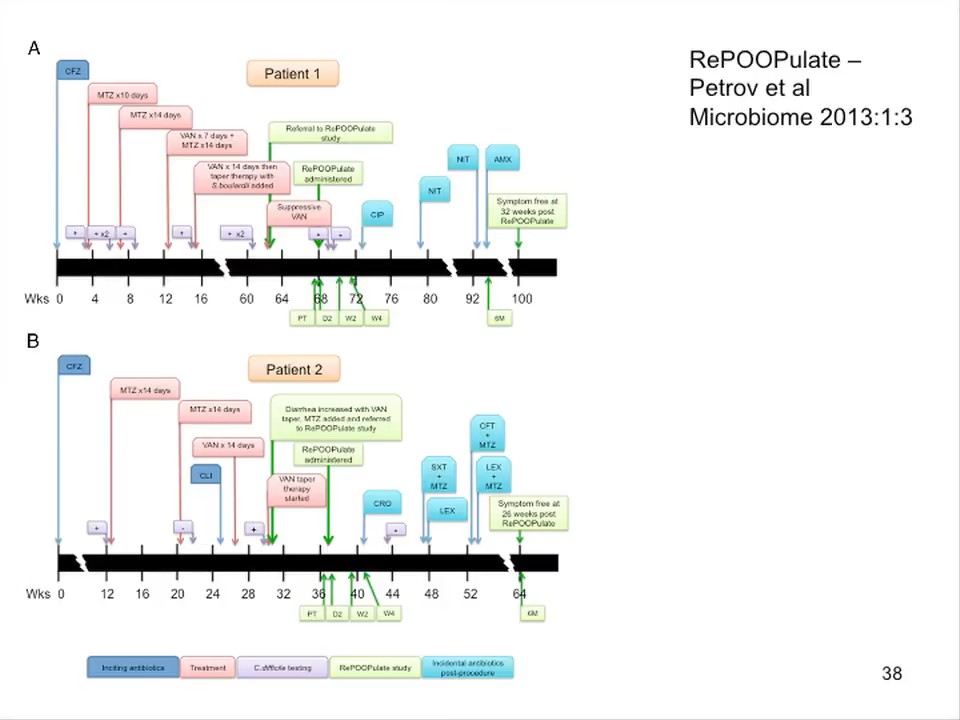 A
CFZ
Patient 1
RePOOPulate –
Petrov et al
Microbiome 2013:1:3
MTZ x10 days
MTZ x14 days
VAN x 7 days +
MTZ x14 days
Referral to RePOOPulate
study
VAN x 14 days then
taper therapy with
S.boulardii added
RePOOPulate
administered
NIT
AMX
NIT
Suppressive
VAN
CIP
Symptom free at
32 weeks post
RePOOPulate
+
+ x2
-
+
+ x2
-
-
Wks 0 4 8 12 16 60 64 68 72 76 80 92 100
PT D2 W2 W4 6M
B
CFZ
Patient 2
MTZ x14 days
MTZ x14 days
Diarrhea increased with VAN
taper, MTZ added and referred
to RePOOPulate study
VAN x 14 days
RePOOPulate
administered
CFT
+
MTZ
CLI
VAN taper
therapy
started
SXT
+
MTZ
LEX
+
MTZ
CRO
LEX
Symptom free at
26 weeks post
RePOOPulate
+
-
+
-
Wks 0 12 16 20 24 28 32 36 40 44 48 52 64
PT D2 W2 W4 6M
Inciting antibiotics
Treatment
C.difficile testing
RePOOPulate study
Incidental antibiotics
post-procedure
38